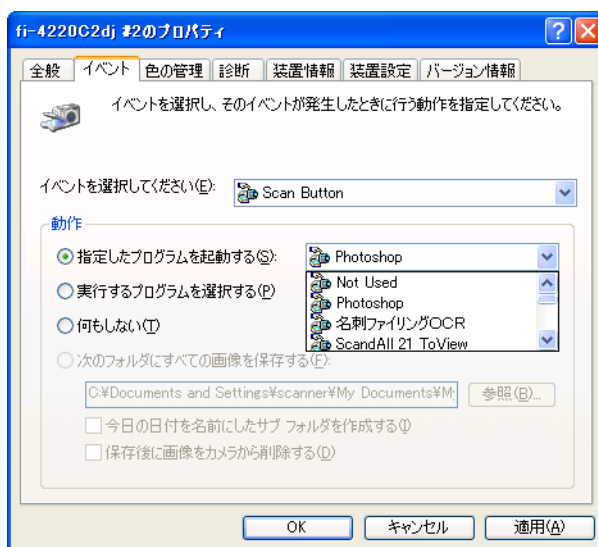 fi-4220C2dj #2のプロパティ
全般 イベント 色の管理 診断 装置情報 装置設定 バージョン情報
イベントを選択し、そのイベントが発生したときに行う動作を指定してください。
イベントを選択してください(E): Scan Button
動作
指定したプログラムを起動する(S): Photoshop
Not Used
実行するプログラムを選択する(P) Photoshop
名刺ファイリングOCR
何もしない(T)
ScandAll 21 ToView
次のフォルダにすべての画像を保存する(F):
C:¥Documents and Settings¥scanner¥My Documents¥M 参照(B)...
今日の日付を名前にしたサブ フォルダを作成する(I)
保存後に画像をカメラから削除する(D)
OK キャンセル 適用(A)